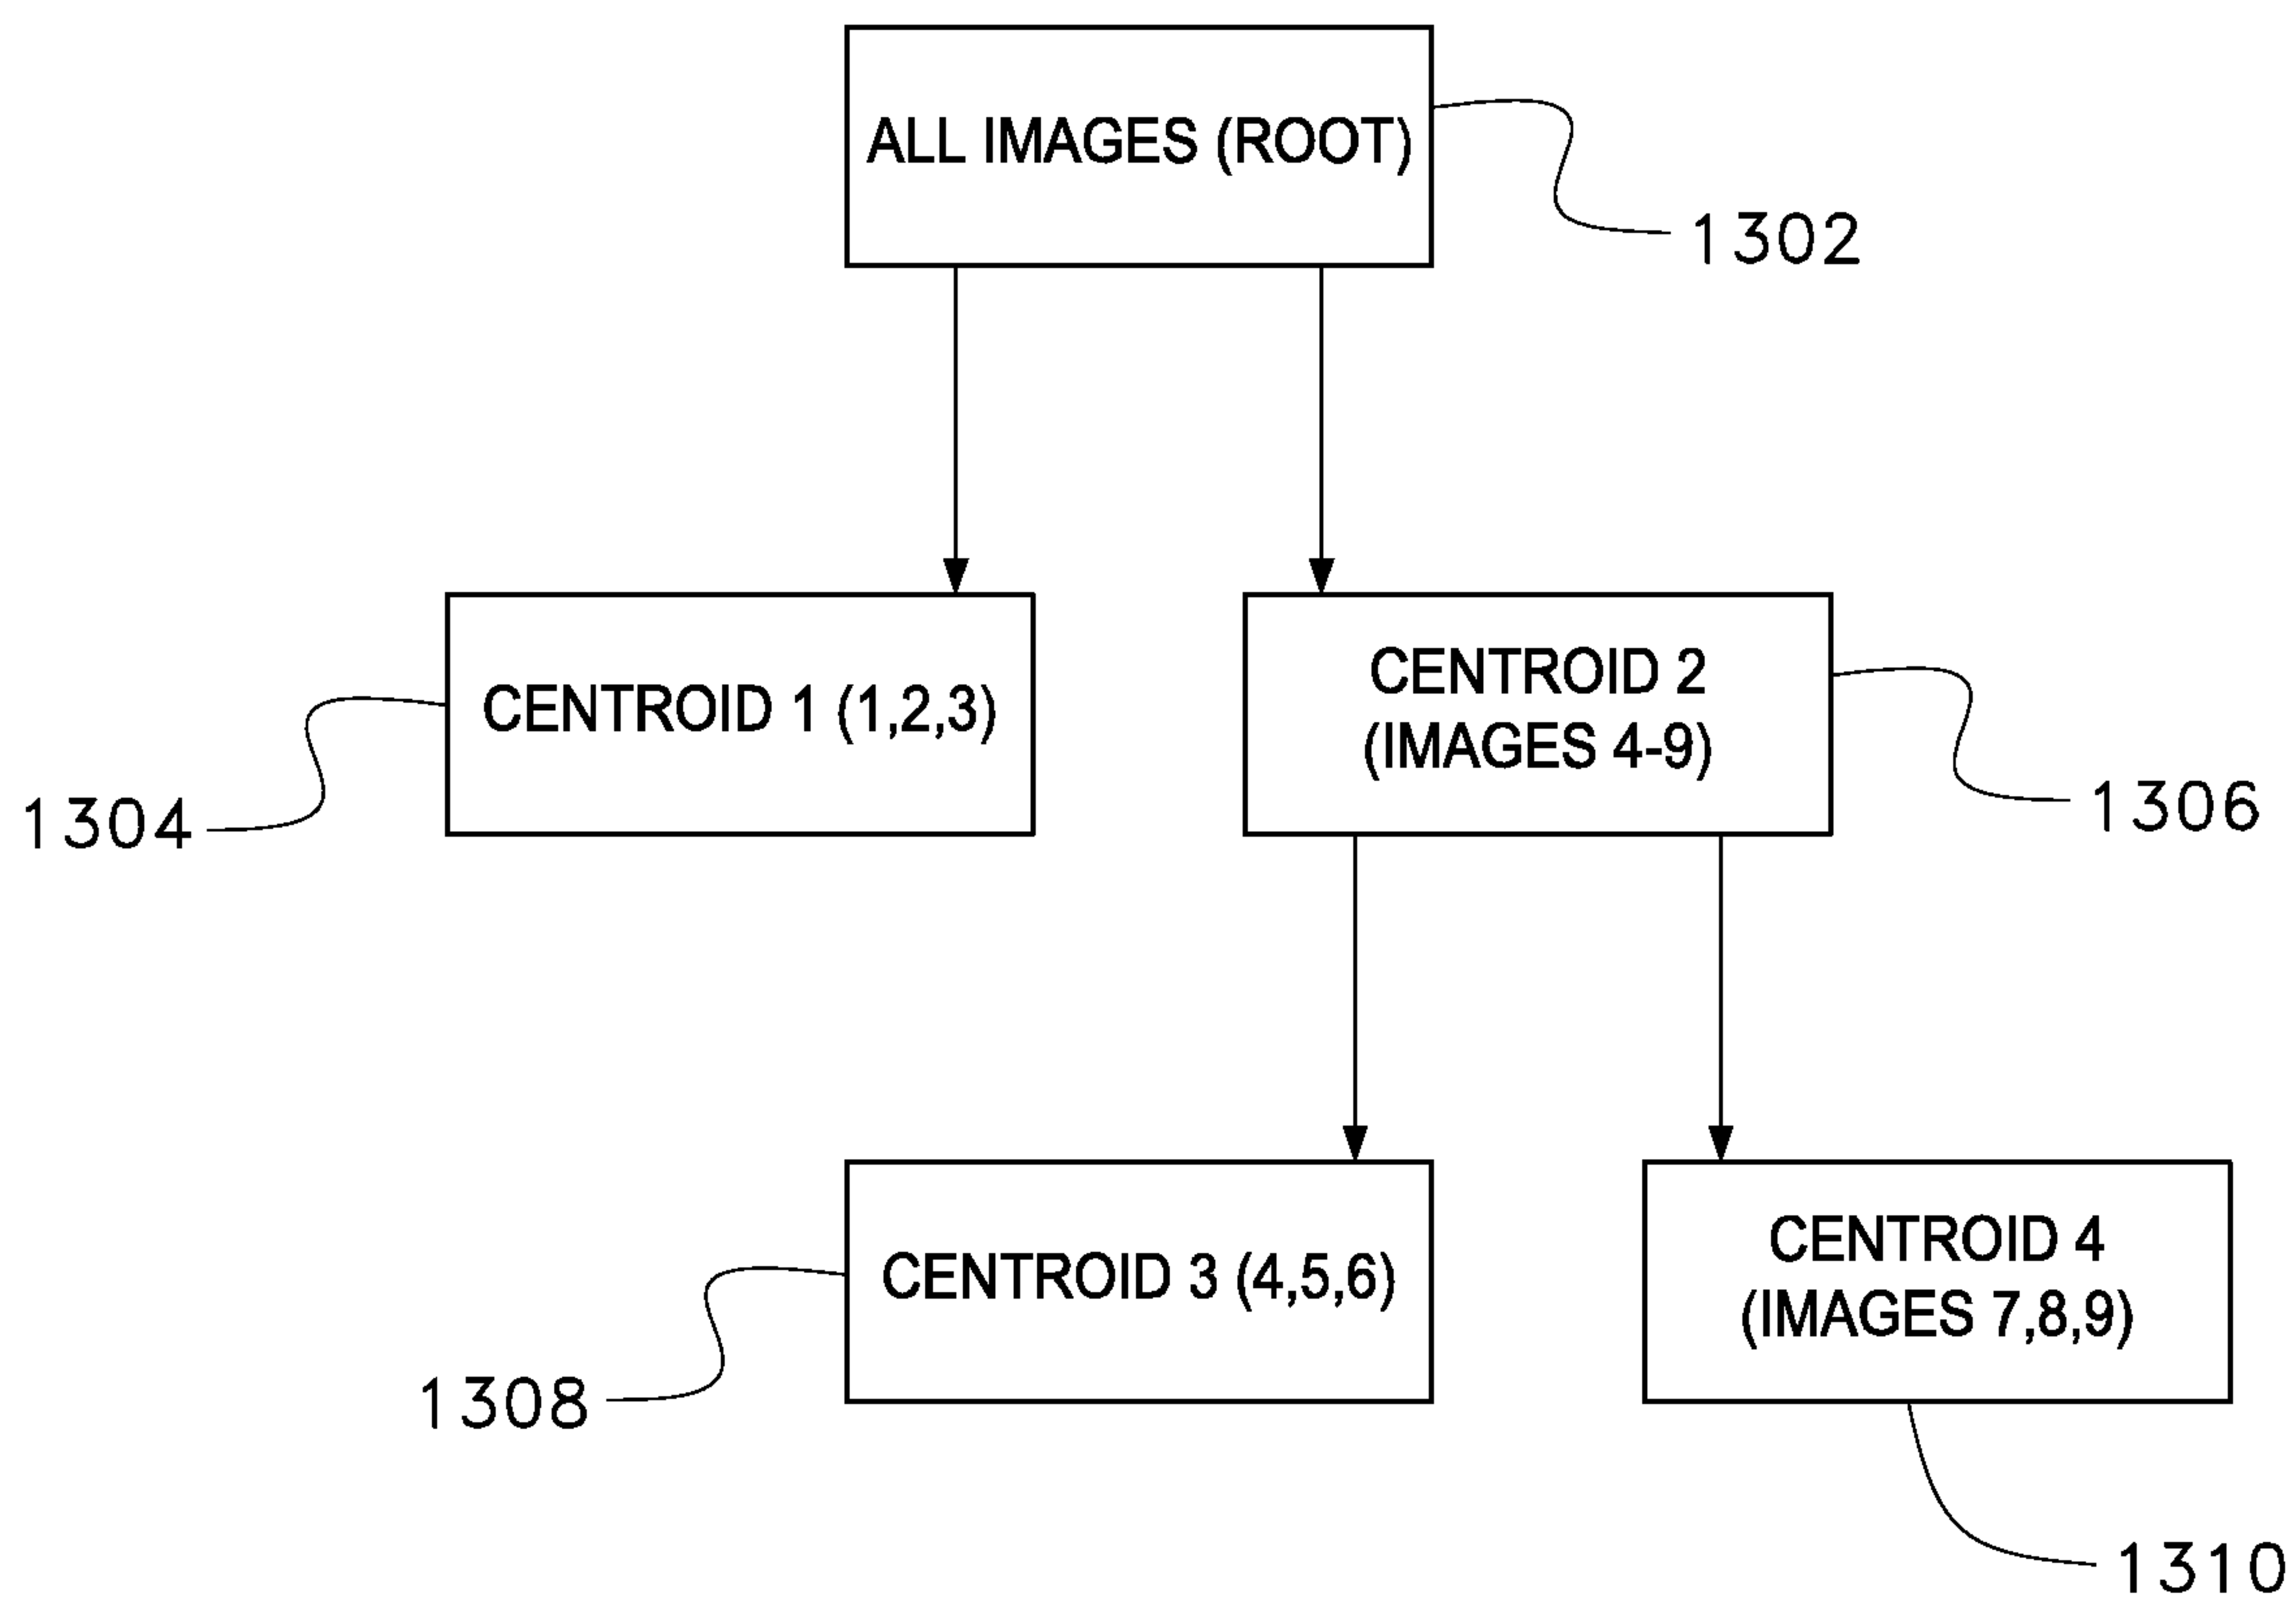 ALL IMAGES (ROOT)
1302
CENTROID 1 (1,2,3)
1304
CENTROID 2
(IMAGES 4-9)
1306
CENTROID 3 (4,5,6)
1308
CENTROID 4
(IMAGES 7,8,9)
1310